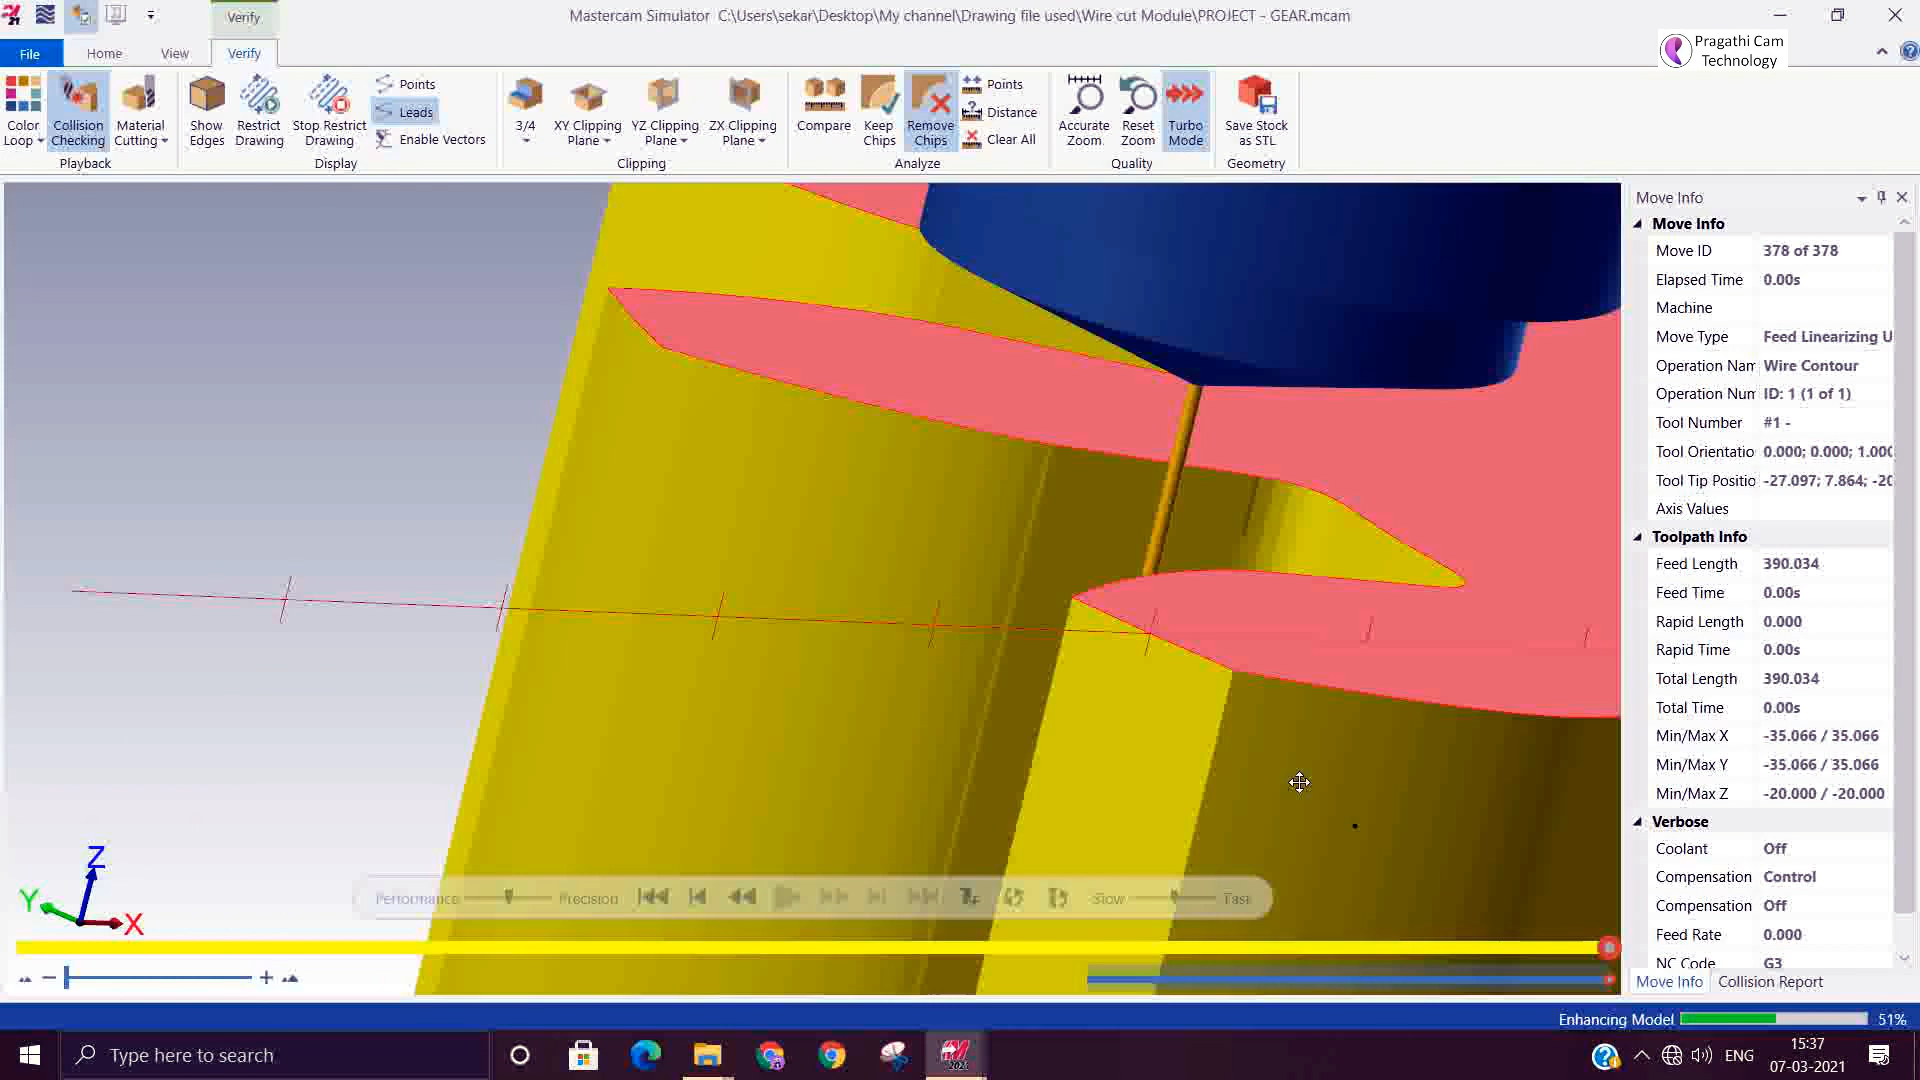 Verify
Mastercam Simulator C:\Users\sekar\Desktop\My channel\Drawing file used\Wire cut Module\PROJECT - GEAR.mcam
File
Home
View
Verify
Pragathi Cam
Technology
Color
Loop
Collision
Checking
Material
Cutting
Playback
Show
Edges
Restrict
Drawing
Stop Restrict
Drawing
Points
Leads
Enable Vectors
Display
3/4
XY Clipping
Plane
YZ Clipping
Plane
ZX Clipping
Plane
Clipping
Compare
Keep
Chips
Remove
Chips
Points
Distance
Clear All
Analyze
Accurate
Zoom
Reset
Zoom
Turbo
Mode
Quality
Save Stock
as STL
Geometry
Move Info
Move Info
Move ID 378 of 378
Elapsed Time 0.00s
Machine
Move Type Feed Linearizing U
Operation Nam Wire Contour
Operation Num ID: 1 (1 of 1)
Tool Number #1 -
Tool Orientatio 0.000; 0.000; 1.000
Tool Tip Positio -27.097; 7.864; -20
Axis Values
Toolpath Info
Feed Length 390.034
Feed Time 0.00s
Rapid Length 0.000
Rapid Time 0.00s
Total Length 390.034
Total Time 0.00s
Min/Max X -35.066 / 35.066
Min/Max Y -35.066 / 35.066
Min/Max Z -20.000 / -20.000
Verbose
Coolant Off
Compensation Control
Compensation Off
Feed Rate 0.000
NC Code G3
Move Info Collision Report
Z
Y
X
Performance
Precision
Slow
Fast
Enhancing Model 51%
Type here to search
2021
ENG
15:37
07-03-2021